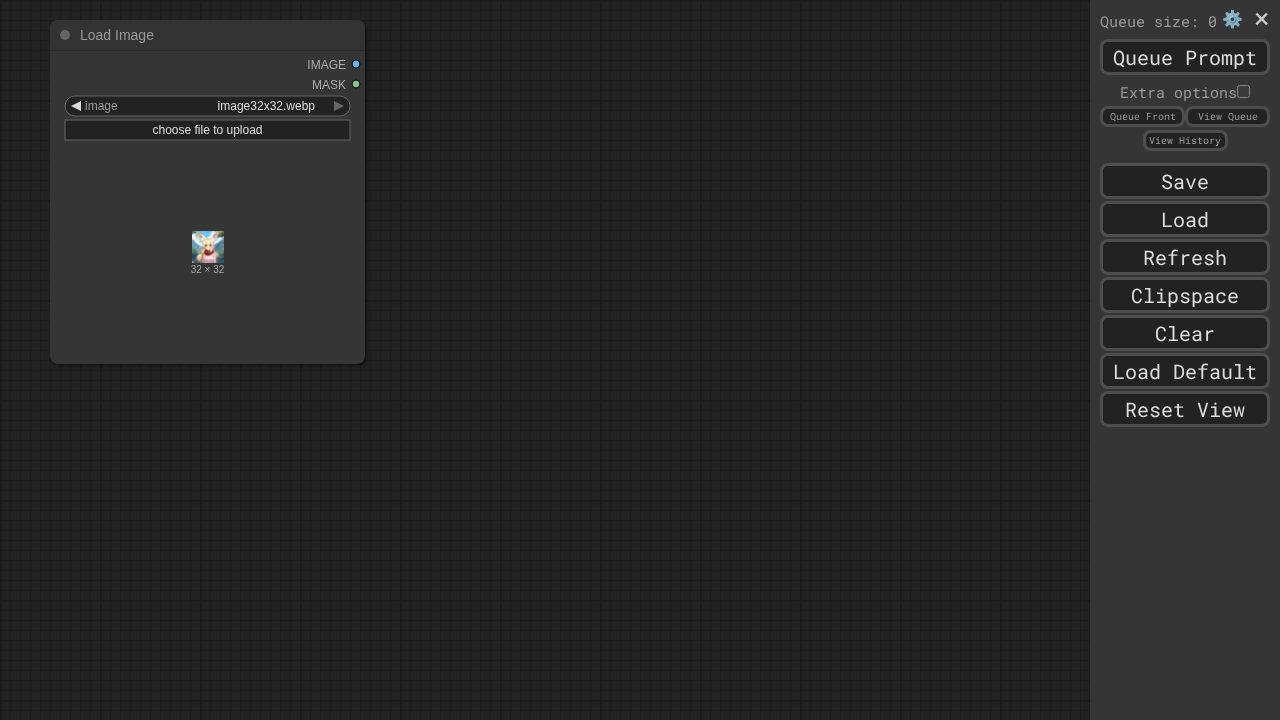 Load Image
IMAGE
MASK
image image32x32.webp
choose file to upload
32 × 32
Queue size: 0
Queue Prompt
Extra options
Queue Front View Queue
View History
Save
Load
Refresh
Clipspace
Clear
Load Default
Reset View